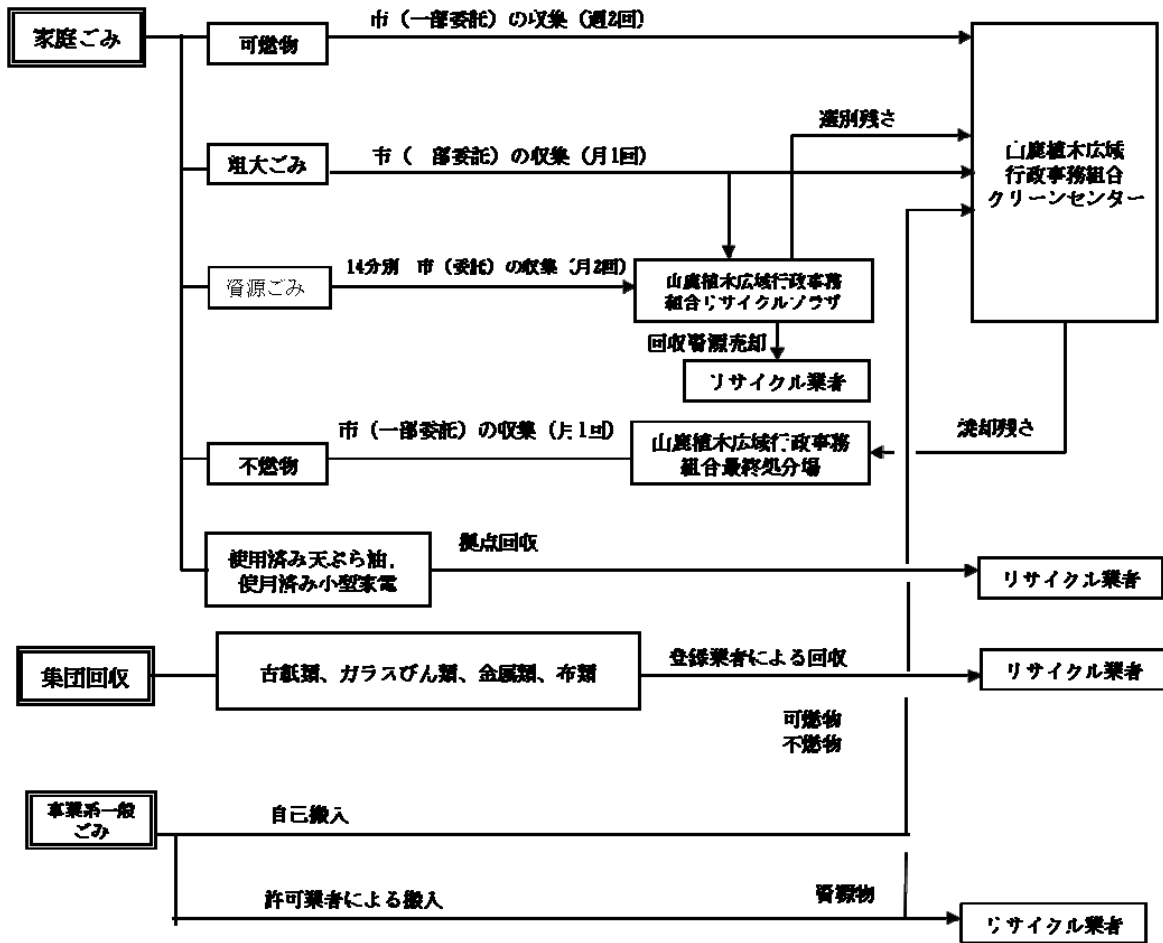 家庭ごみ
可燃物
市（一部委託）の収集（週2回）
山鹿植木広域
行政事務組合
クリーンセンター
選別残さ
粗大ごみ
市（ 部委託）の収集（月1回）
資源ごみ
14分別 市（委託）の収集（月2回）
山鹿植木広域行政事務
組合リサイクルプラザ
回収資源売却
リサイクル業者
不燃物
市（一部委託）の収集（月1回）
山鹿植木広域行政事務
組合最終処分場
焼却残さ
使用済み天ぷら油、
使用済み小型家電
拠点回収
リサイクル業者
集団回収
古紙類、ガラスびん類、金属類、布類
登録業者による回収
リサイクル業者
可燃物
不燃物
事業系一般
ごみ
自己搬入
許可業者による搬入
資源物
リサイクル業者